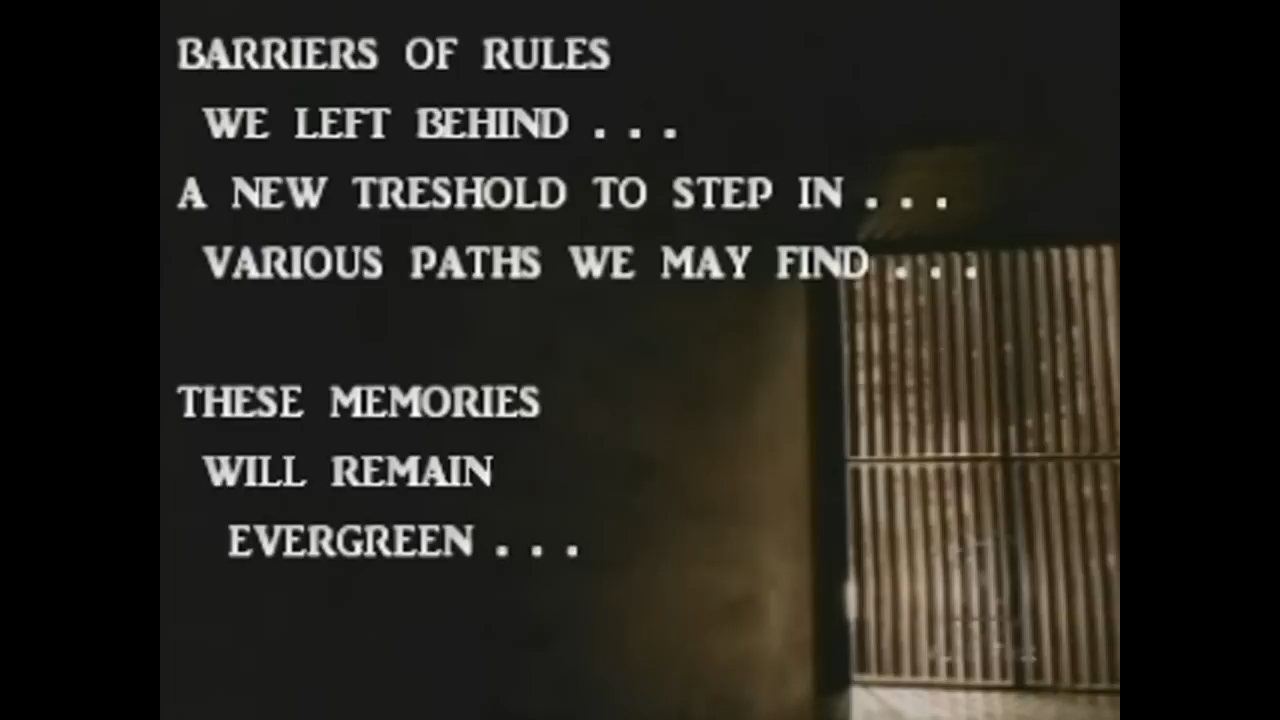 BARRIERS OF RULES
WE LEFT BEHIND . . .
A NEW TRESHOLD TO STEP IN . . .
VARIOUS PATHS WE MAY FIND . . .
THESE MEMORIES
WILL REMAIN
EVERGREEN . . .